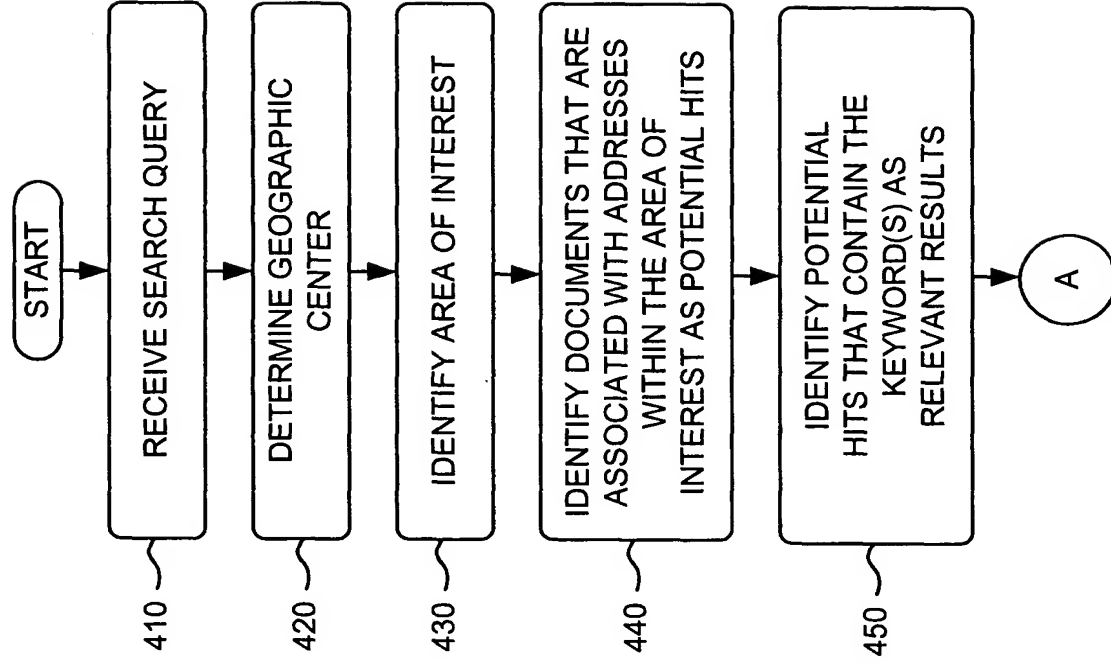 START
410
RECEIVE SEARCH QUERY
420
DETERMINE GEOGRAPHIC
CENTER
430
IDENTIFY AREA OF INTEREST
440
IDENTIFY DOCUMENTS THAT ARE
ASSOCIATED WITH ADDRESSES
WITHIN THE AREA OF
INTEREST AS POTENTIAL HITS
450
IDENTIFY POTENTIAL
HITS THAT CONTAIN THE
KEYWORD(S) AS
RELEVANT RESULTS
A